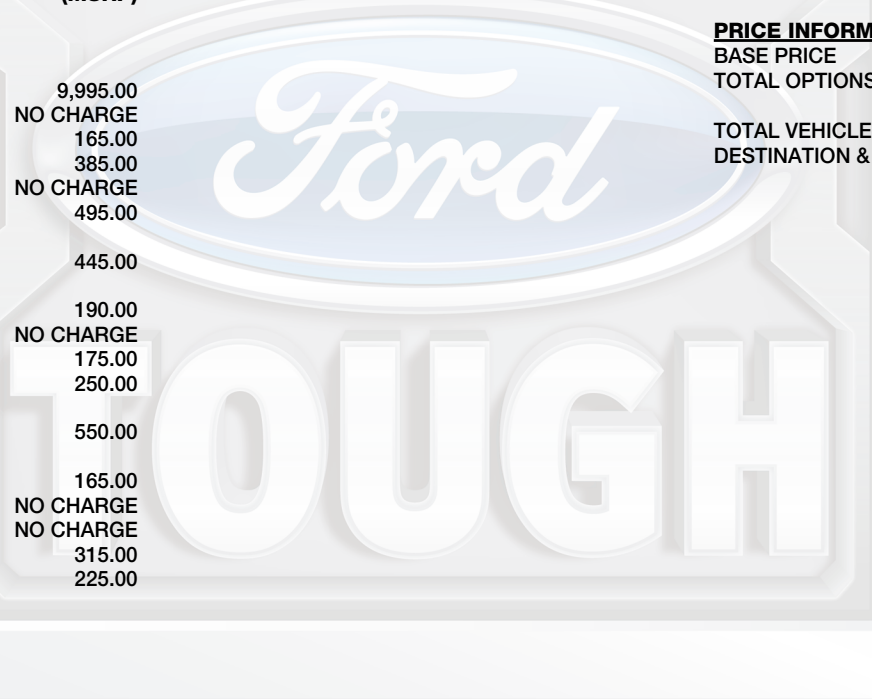 9,995.00
NO CHARGE
165.00
385.00
NO CHARGE
495.00
445.00
190.00
NO CHARGE
175.00
250.00
550.00
165.00
NO CHARGE
NO CHARGE
315.00
225.00
PRICE INFORM
BASE PRICE
TOTAL OPTIONS
TOTAL VEHICLE
DESTINATION &
Ford
TOUGH